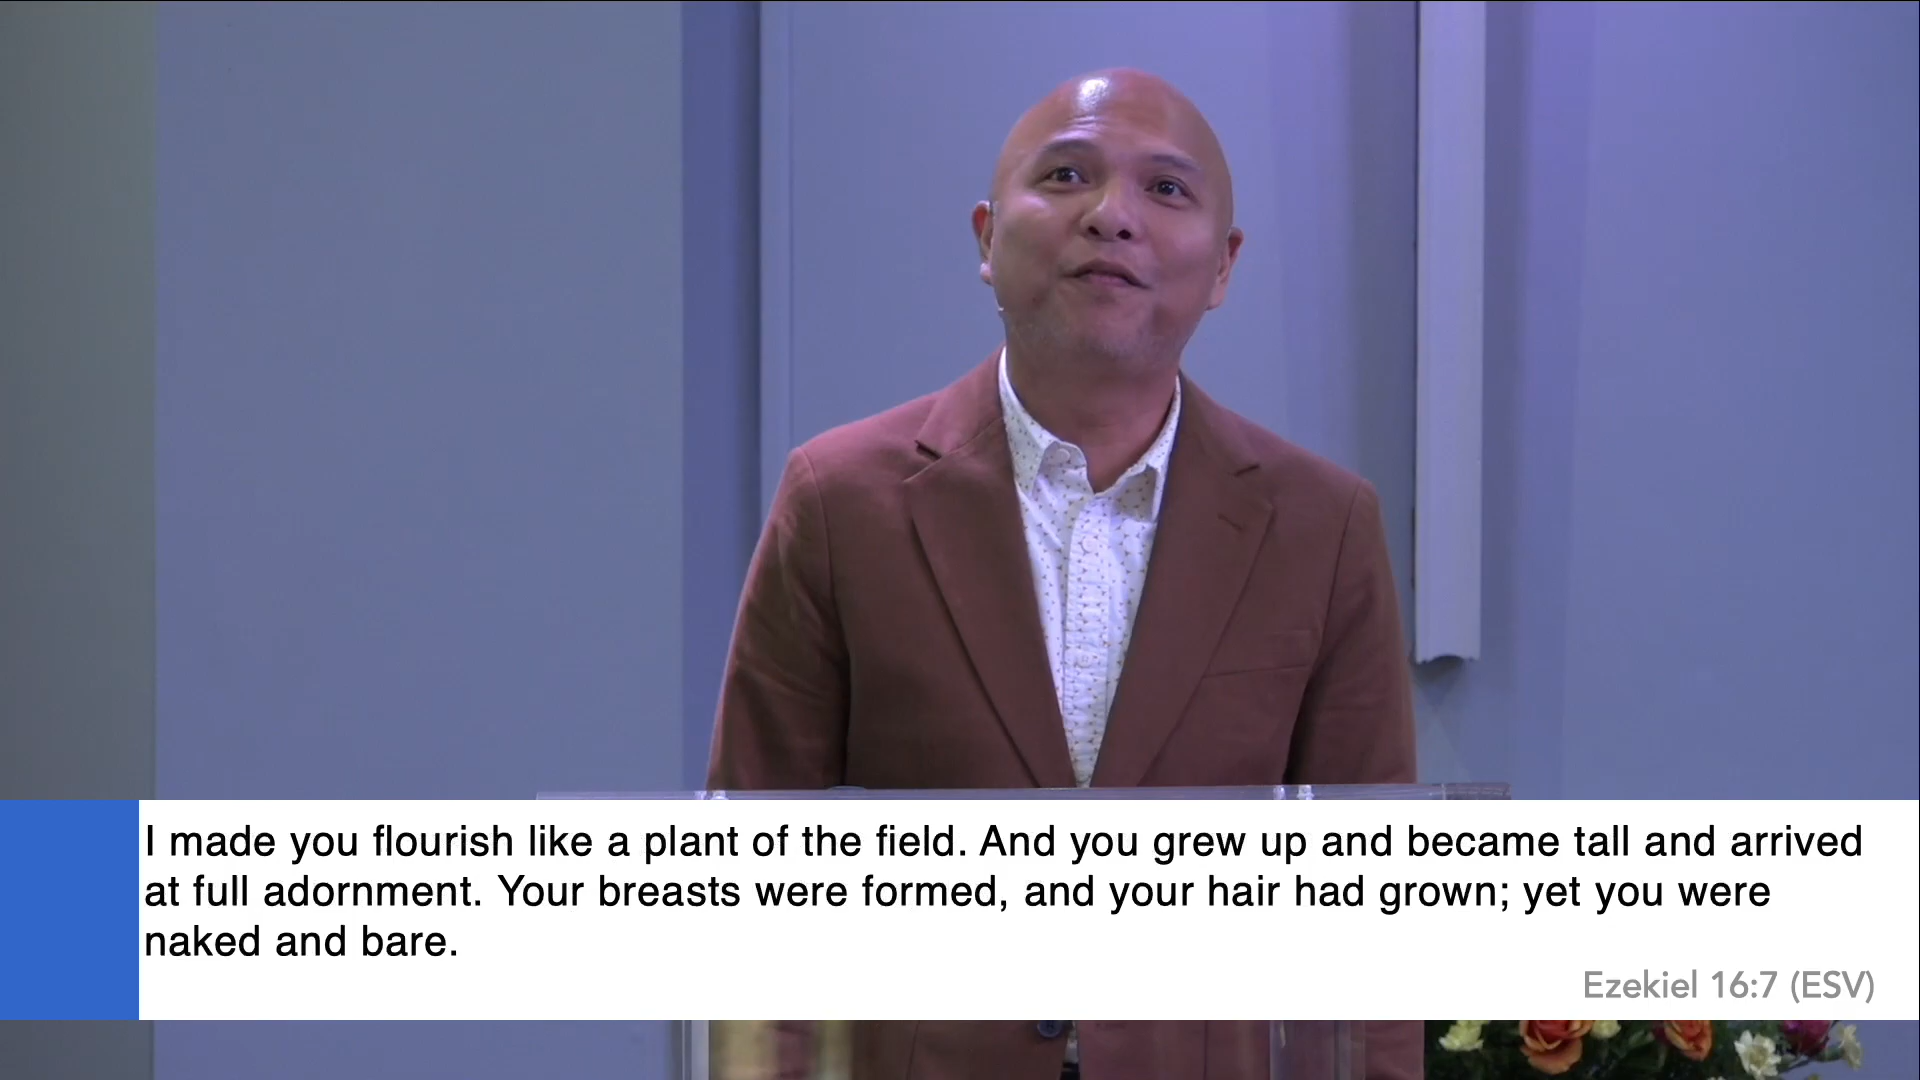 I made you flourish like a plant of the field. And you grew up and became tall and arrived
at full adornment. Your breasts were formed, and your hair had grown; yet you were
naked and bare.
Ezekiel 16:7 (ESV)